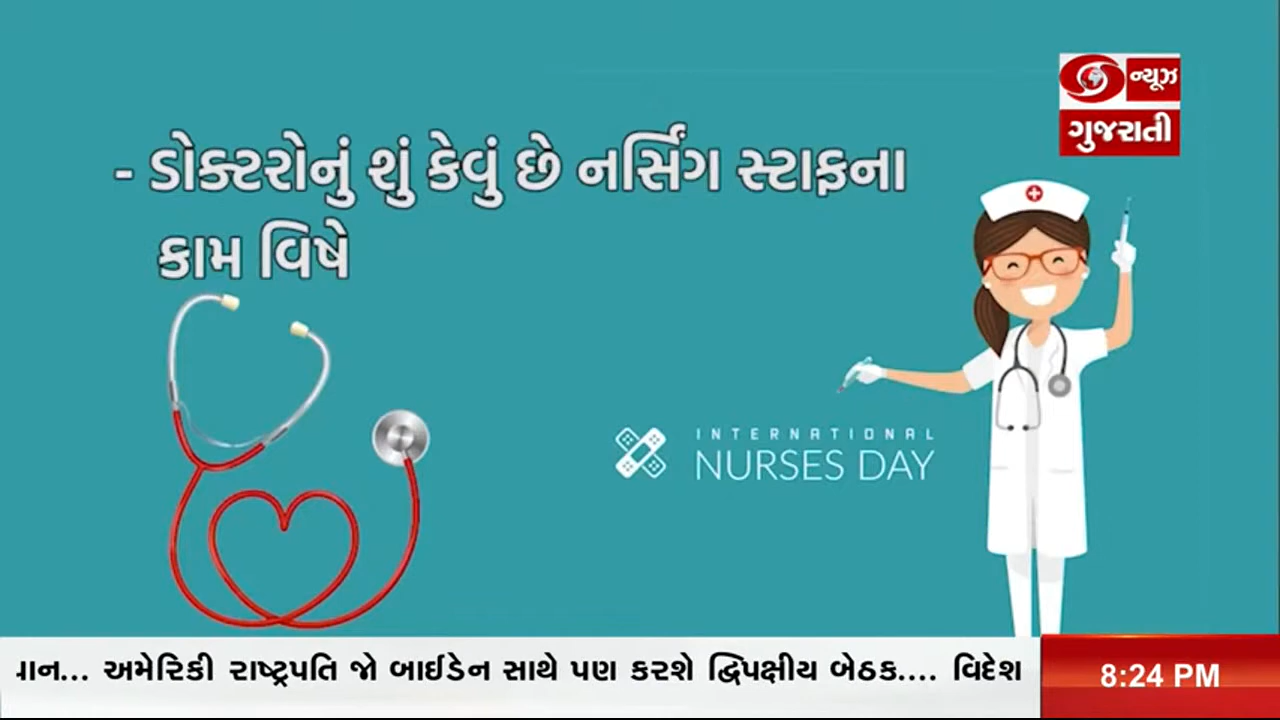 ન્યૂઝ
ગુજરાતી
- ડોક્ટરોનું શું કેવું છે નર્સિંગ સ્ટાફના
કામ વિષે
INTERNATIONAL
NURSES DAY
અમેરિકી રાષ્ટ્રપતિ જો બાઈડેન સાથે પણ કરશે દ્વિપક્ષીય બેઠક.... વિદેશ
8:24 PM